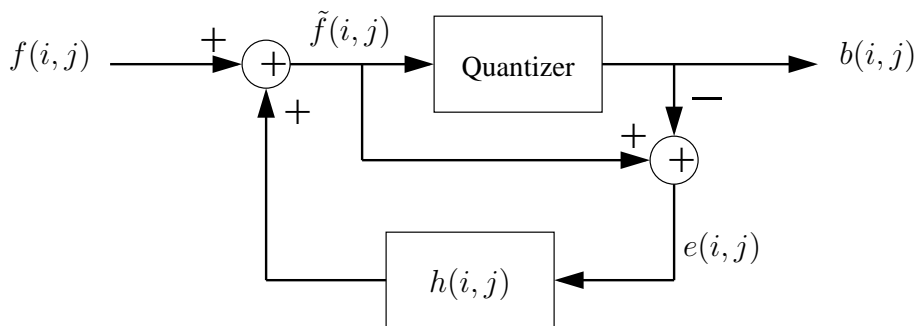 f̃(i, j)
+
f(i, j)
+
Quantizer
b(i, j)
+
−
+
+
e(i, j)
h(i, j)